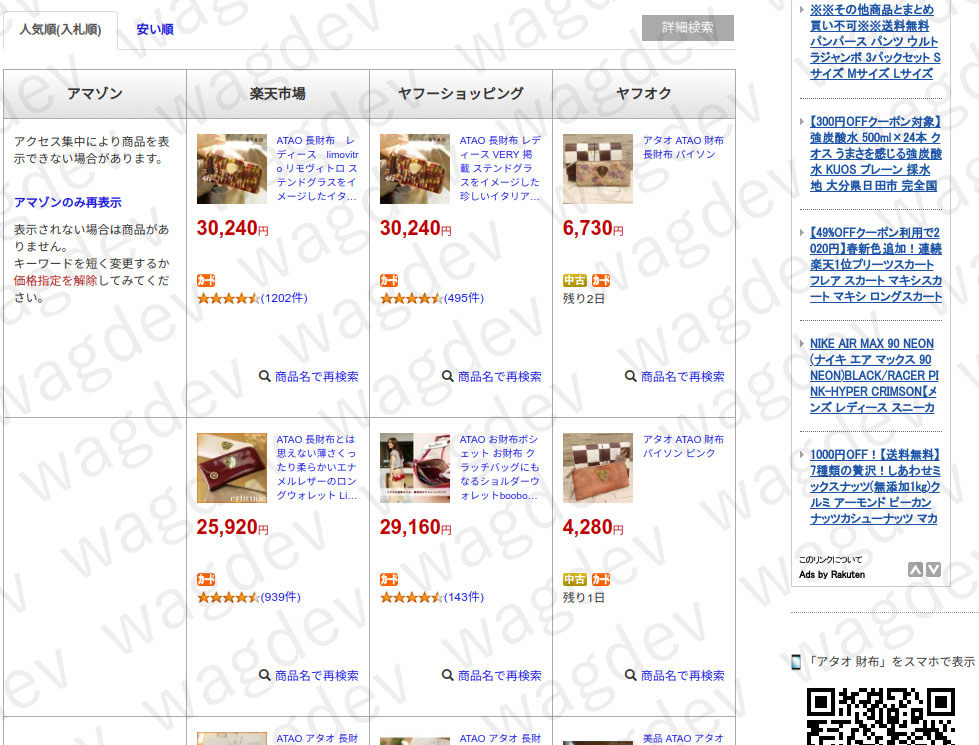 人気順(入札順)
安い順
詳細検索
アマゾン
楽天市場
ヤフーショッピング
ヤフオク
アクセス集中により商品を表
示できない場合があります。
アマゾンのみ再表示
表示されない場合は商品があ
りません。
キーワードを短く変更するか
価格指定を解除してみてくだ
さい。
ATAO 長財布　レ
ディース　limovitr
o リモヴィトロ ス
テンドグラスをイ
メージしたイタ...
30,240円
カード
(1202件)
商品名で再検索
ATAO 長財布 レデ
ィース VERY 掲
載 ステンドグラ
スをイメージした
珍しいイタリア...
30,240円
カード
(495件)
商品名で再検索
アタオ ATAO 財布
長財布 パイソン
6,730円
中古 カード
残り2日
商品名で再検索
ATAO 長財布とは
思えない薄さくっ
たり柔らかいエナ
メルレザーのロン
グウォレット Li...
25,920円
カード
(939件)
商品名で再検索
ATAO お財布ポシ
ェット お財布 ク
ラッチバッグにも
なるショルダーウ
ォレットboobo...
29,160円
カード
(143件)
商品名で再検索
アタオ ATAO 財布
パイソン ピンク
4,280円
中古 カード
残り1日
商品名で再検索
ATAO アタオ 長財
ATAO アタオ 長財
美品 ATAO アタオ
※※その他商品とまとめ
買い不可※※送料無料
パンパース パンツ ウルト
ラジャンボ 3パックセット S
サイズ Mサイズ Lサイズ
【300円OFFクーポン対象】
強炭酸水 500ml×24本 ク
オス うまさを感じる強炭酸
水 KUOS プレーン 採水
地 大分県日田市 完全国
【49%OFFクーポン利用で2
020円】春新色追加！連続
楽天1位プリーツスカート
フレア スカート マキシスカ
ート マキシ ロングスカート
NIKE AIR MAX 90 NEON
(ナイキ エア マックス 90
NEON)BLACK/RACER PI
NK-HYPER CRIMSON【メ
ンズ レディース スニーカ
1000円OFF！【送料無料】
7種類の贅沢！しあわせミ
ックスナッツ(無添加1kg)ク
ルミ アーモンド ピーカン
ナッツカシューナッツ マカ
このリンクについて
Ads by Rakuten
「アタオ 財布」をスマホで表示
wagdev